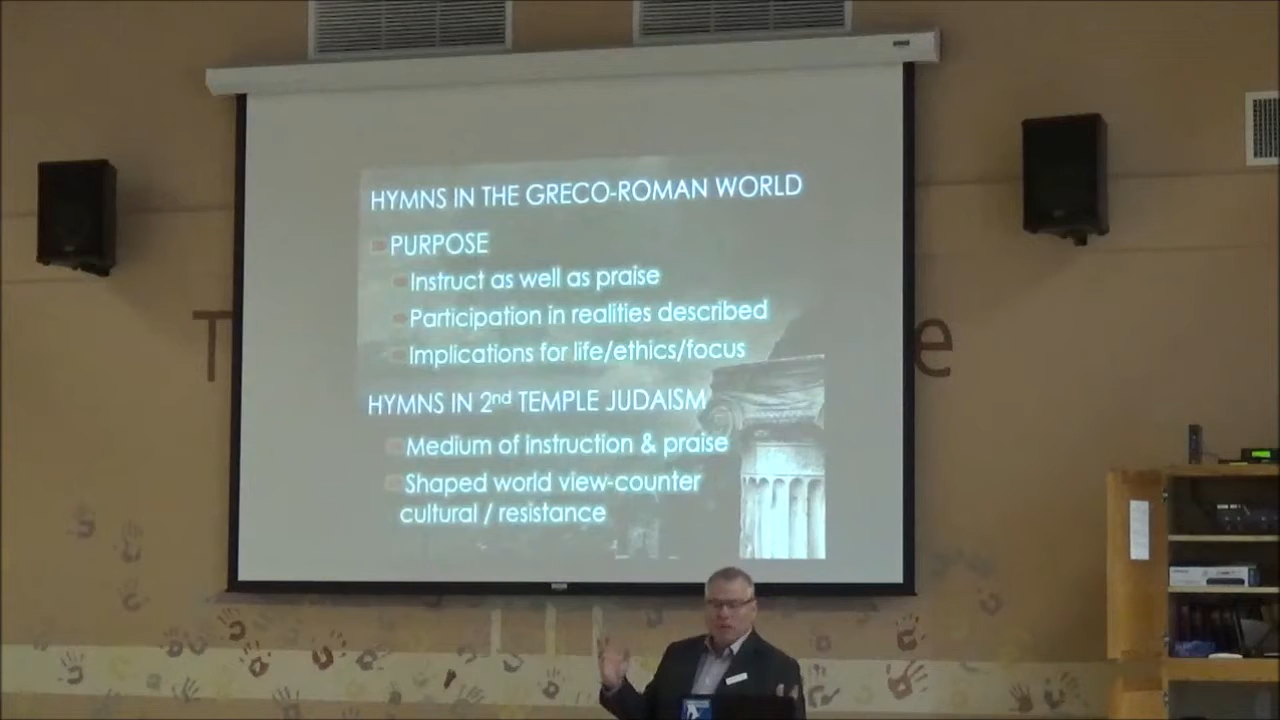 HYMNS IN THE GRECO-ROMAN WORLD
PURPOSE
Instruct as well as praise
Participation in realities described
Implications for life/ethics/focus
HYMNS IN 2nd TEMPLE JUDAISM
Medium of instruction & praise
Shaped world view-counter
cultural / resistance
T
e